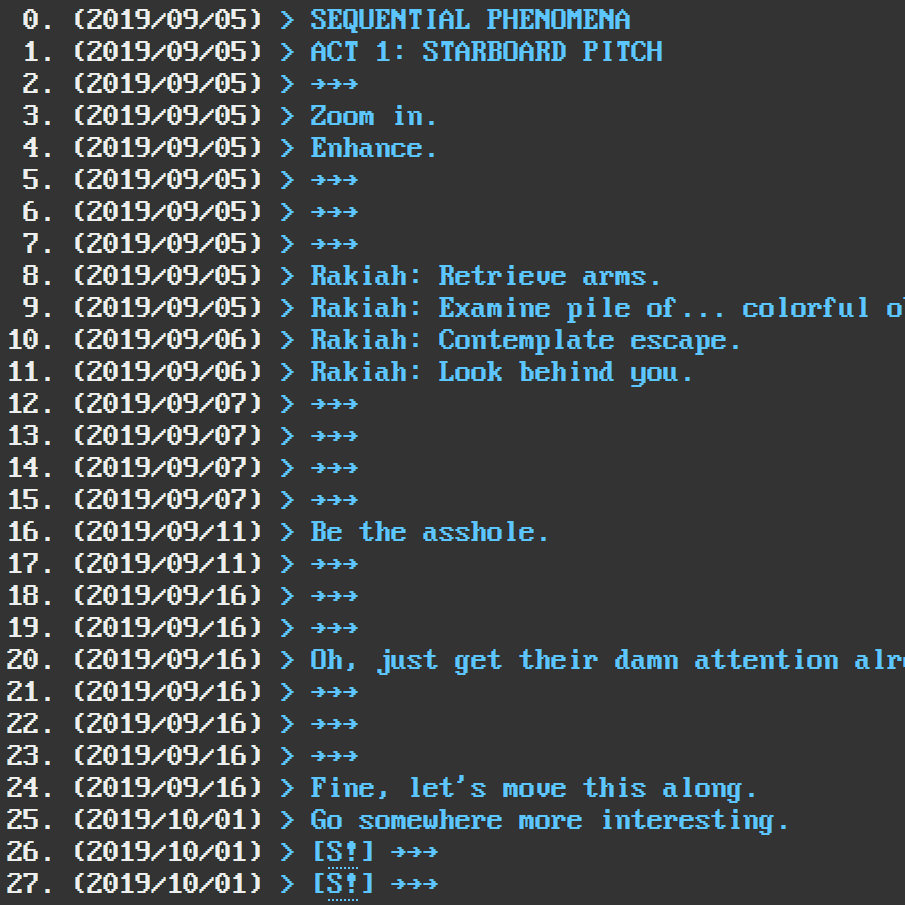 0. (2019/09/05) > SEQUENTIAL PHENOMENA
1. (2019/09/05) > ACT 1: STARBOARD PITCH
2. (2019/09/05) > →→→
3. (2019/09/05) > Zoom in.
4. (2019/09/05) > Enhance.
5. (2019/09/05) > →→→
6. (2019/09/05) > →→→
7. (2019/09/05) > →→→
8. (2019/09/05) > Rakiah: Retrieve arms.
9. (2019/09/05) > Rakiah: Examine pile of... colorful
10. (2019/09/06) > Rakiah: Contemplate escape.
11. (2019/09/06) > Rakiah: Look behind you.
12. (2019/09/07) > →→→
13. (2019/09/07) > →→→
14. (2019/09/07) > →→→
15. (2019/09/07) > →→→
16. (2019/09/11) > Be the asshole.
17. (2019/09/11) > →→→
18. (2019/09/16) > →→→
19. (2019/09/16) > →→→
20. (2019/09/16) > Oh, just get their damn attention alr
21. (2019/09/16) > →→→
22. (2019/09/16) > →→→
23. (2019/09/16) > →→→
24. (2019/09/16) > Fine, let's move this along.
25. (2019/10/01) > Go somewhere more interesting.
26. (2019/10/01) > [S!] →→→
27. (2019/10/01) > [S!] →→→